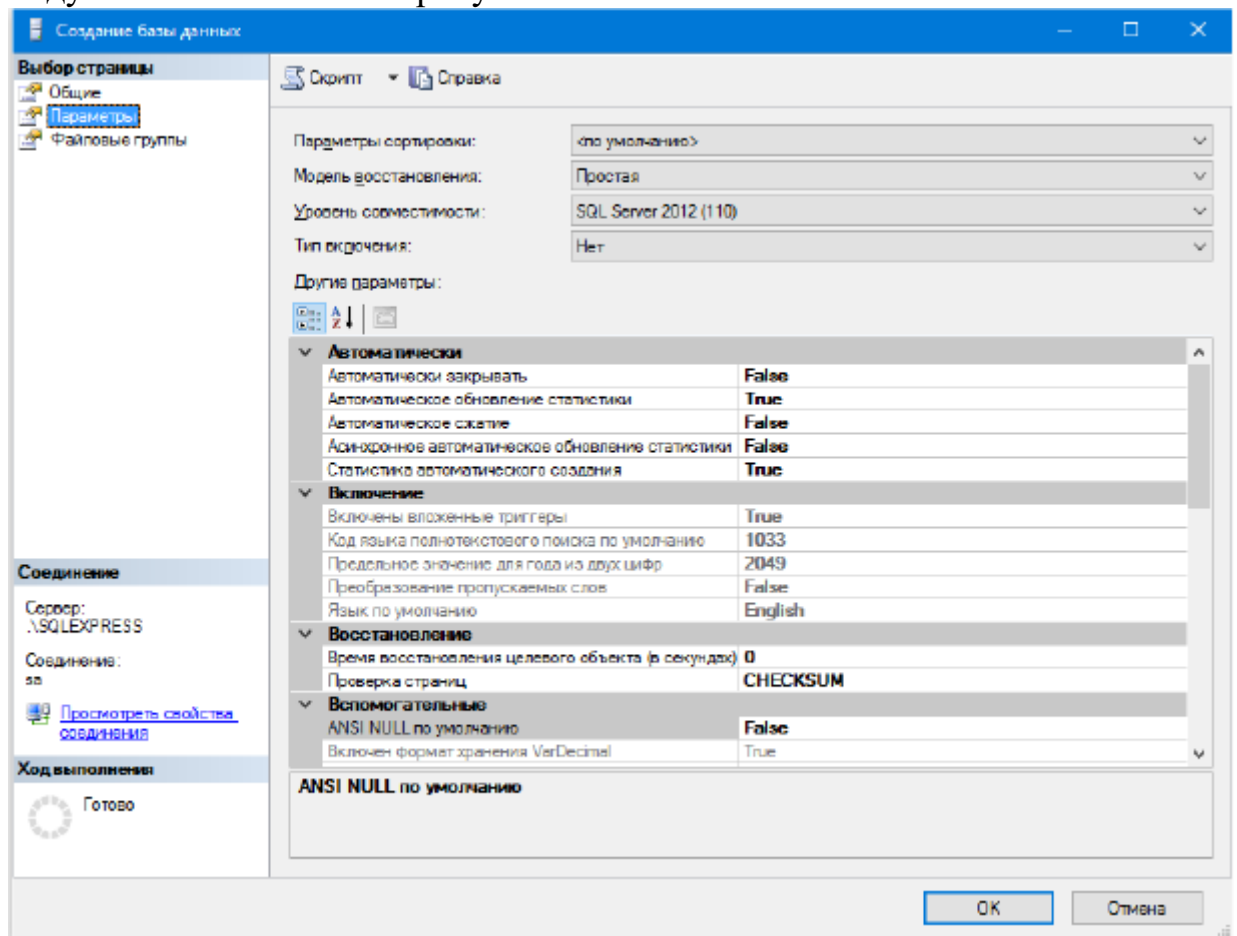 Создание базы данных
Выбор страницы
Общие
Параметры
Файловые группы
Скрипт
Справка
Параметры сортировки:
<по умолчанию>
Модель восстановления:
Простая
Уровень совместимости:
SQL Server 2012 (110)
Тип включения:
Нет
Другие параметры:
Автоматически
Автоматически закрывать False
Автоматическое обновление статистики True
Автоматическое сжатие False
Асинхронное автоматическое обновление статистики False
Статистика автоматического создания True
Включение
Включены вложенные триггеры True
Код языка полнотекстового поиска по умолчанию 1033
Предельное значение для года из двух цифр 2049
Преобразование пропускаемых слов False
Язык по умолчанию English
Восстановление
Время восстановления целевого объекта (в секундах) 0
Проверка страниц CHECKSUM
Вспомогательные
ANSI NULL по умолчанию False
Включен формат хранения VarDecimal True
ANSI NULL по умолчанию
Соединение
Сервер:
.\SQLEXPRESS
Соединение:
sa
Просмотреть свойства
соединения
Ход выполнения
Готово
OK
Отмена